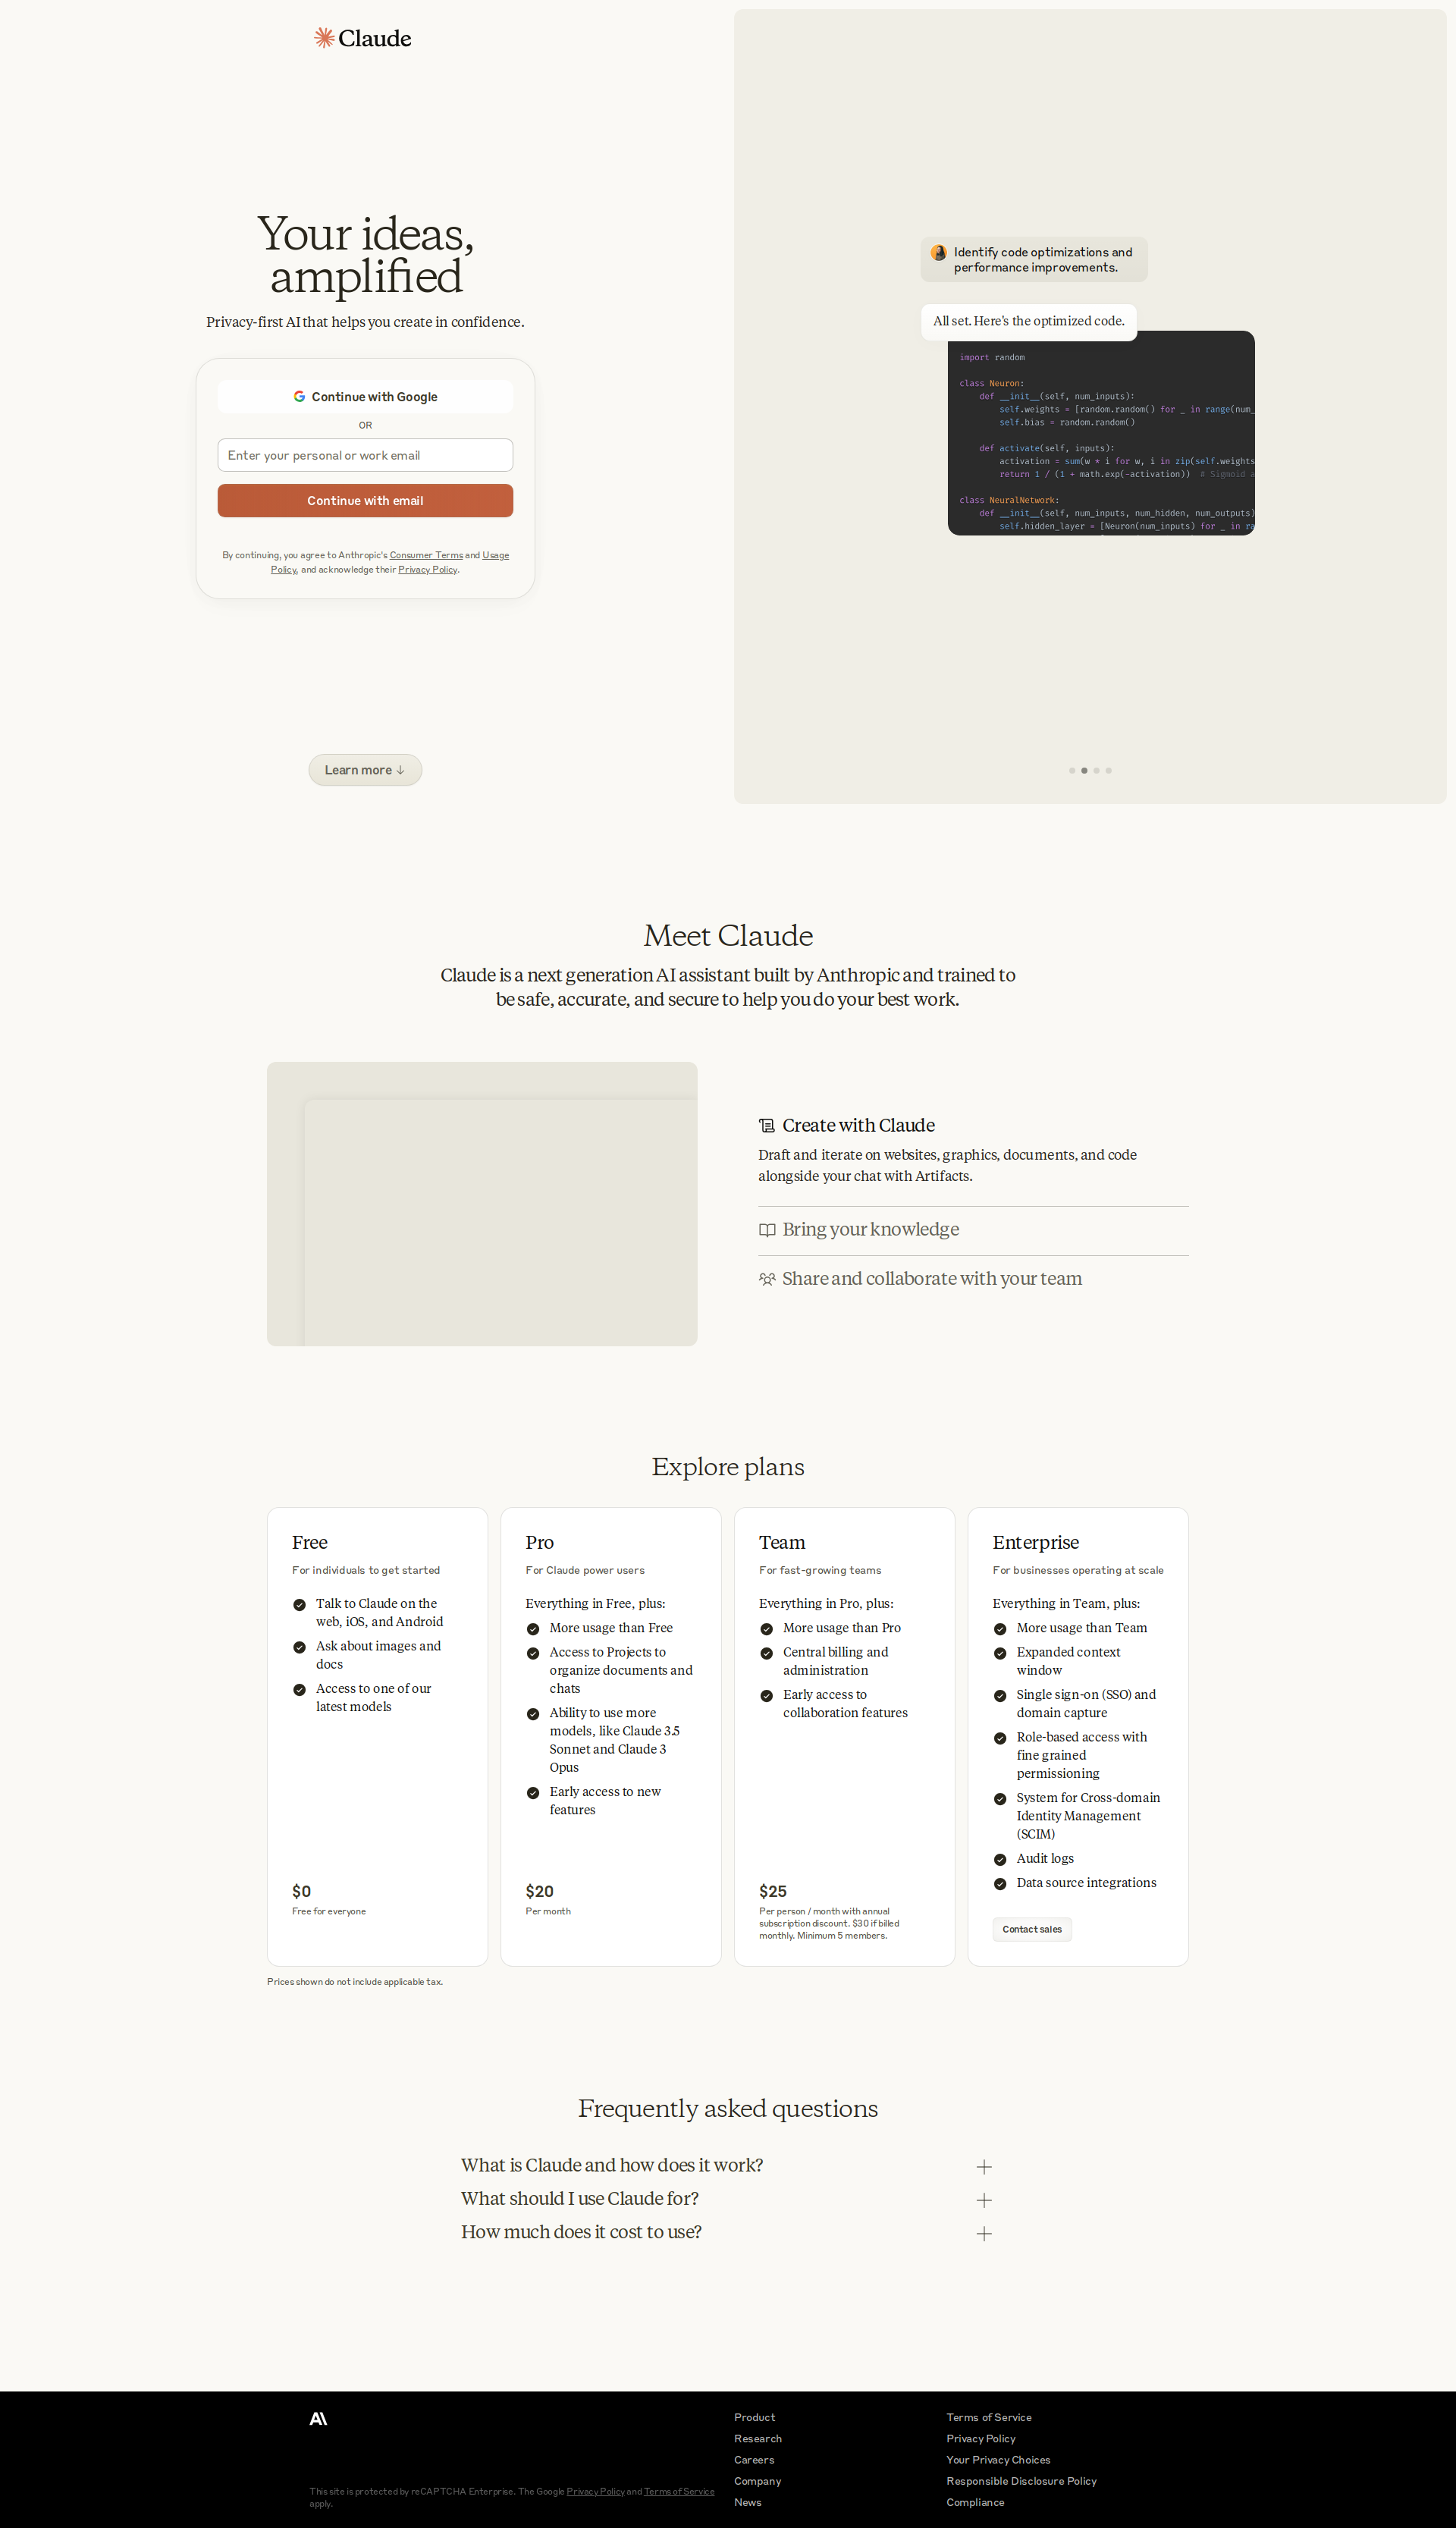 Claude
Your ideas,
amplified
Privacy-first AI that helps you create in confidence.
Continue with Google
OR
Enter your personal or work email
Continue with email
By continuing, you agree to Anthropic's Consumer Terms and Usage
Policy, and acknowledge their Privacy Policy.
Learn more ↓
Identify code optimizations and
performance improvements.
All set. Here's the optimized code.
import random
class Neuron:
def __init__(self, num_inputs):
self.weights = [random.random() for _ in range(num_
self.bias = random.random()
def activate(self, inputs):
activation = sum(w * i for w, i in zip(self.weights
return 1 / (1 + math.exp(-activation)) # Sigmoid a
class NeuralNetwork:
def __init__(self, num_inputs, num_hidden, num_outputs)
self.hidden_layer = [Neuron(num_inputs) for _ in ra
Meet Claude
Claude is a next generation AI assistant built by Anthropic and trained to
be safe, accurate, and secure to help you do your best work.
Create with Claude
Draft and iterate on websites, graphics, documents, and code
alongside your chat with Artifacts.
Bring your knowledge
Share and collaborate with your team
Explore plans
Free
For individuals to get started
Talk to Claude on the
web, iOS, and Android
Ask about images and
docs
Access to one of our
latest models
$0
Free for everyone
Pro
For Claude power users
Everything in Free, plus:
More usage than Free
Access to Projects to
organize documents and
chats
Ability to use more
models, like Claude 3.5
Sonnet and Claude 3
Opus
Early access to new
features
$20
Per month
Team
For fast-growing teams
Everything in Pro, plus:
More usage than Pro
Central billing and
administration
Early access to
collaboration features
$25
Per person / month with annual
subscription discount. $30 if billed
monthly. Minimum 5 members.
Enterprise
For businesses operating at scale
Everything in Team, plus:
More usage than Team
Expanded context
window
Single sign-on (SSO) and
domain capture
Role-based access with
fine grained
permissioning
System for Cross-domain
Identity Management
(SCIM)
Audit logs
Data source integrations
Contact sales
Prices shown do not include applicable tax.
Frequently asked questions
What is Claude and how does it work?
What should I use Claude for?
How much does it cost to use?
This site is protected by reCAPTCHA Enterprise. The Google Privacy Policy and Terms of Service
apply.
Product
Research
Careers
Company
News
Terms of Service
Privacy Policy
Your Privacy Choices
Responsible Disclosure Policy
Compliance